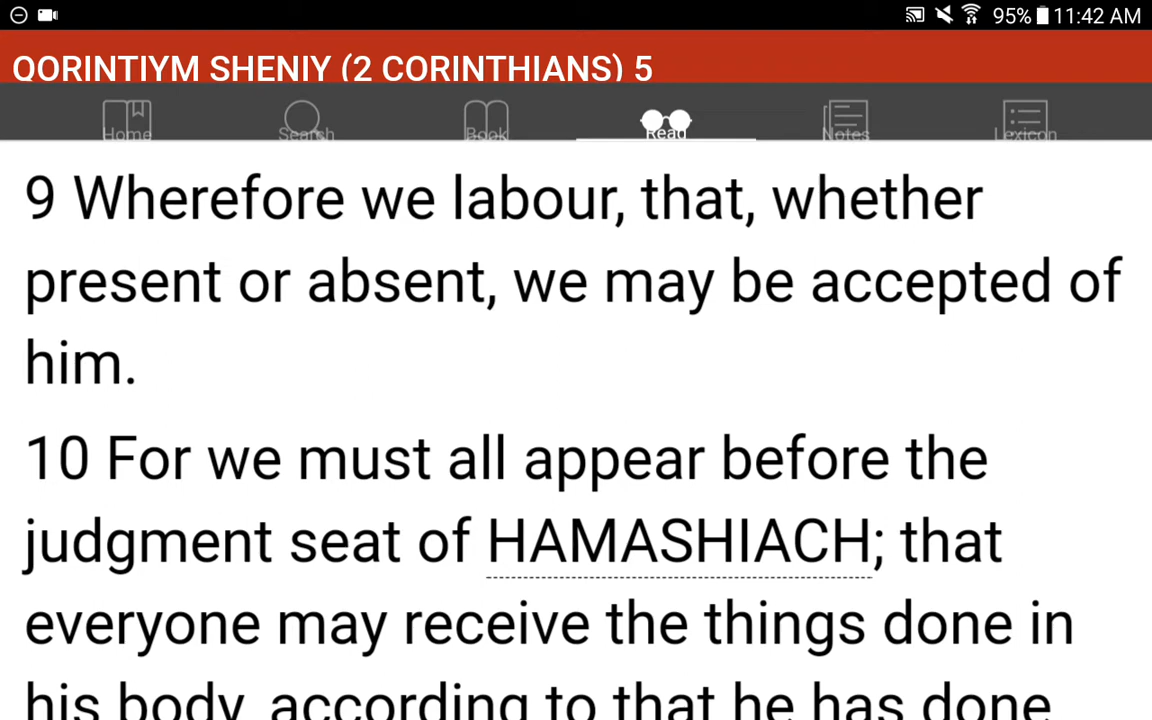 95% 11:42 AM
QORINTIYM SHENIY (2 CORINTHIANS) 5
Home Search Book Read Notes Lexicon
9 Wherefore we labour, that, whether
present or absent, we may be accepted of
him.
10 For we must all appear before the
judgment seat of HAMASHIACH; that
everyone may receive the things done in
his body, according to that he has done,